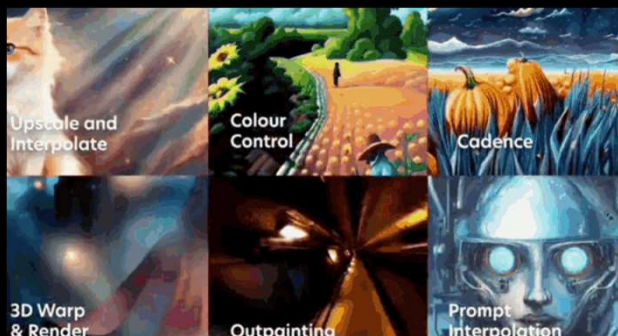 Upscale and
Interpolate
Colour
Control
Cadence
3D Warp
& Render
Outpainting
Prompt
Interpolation